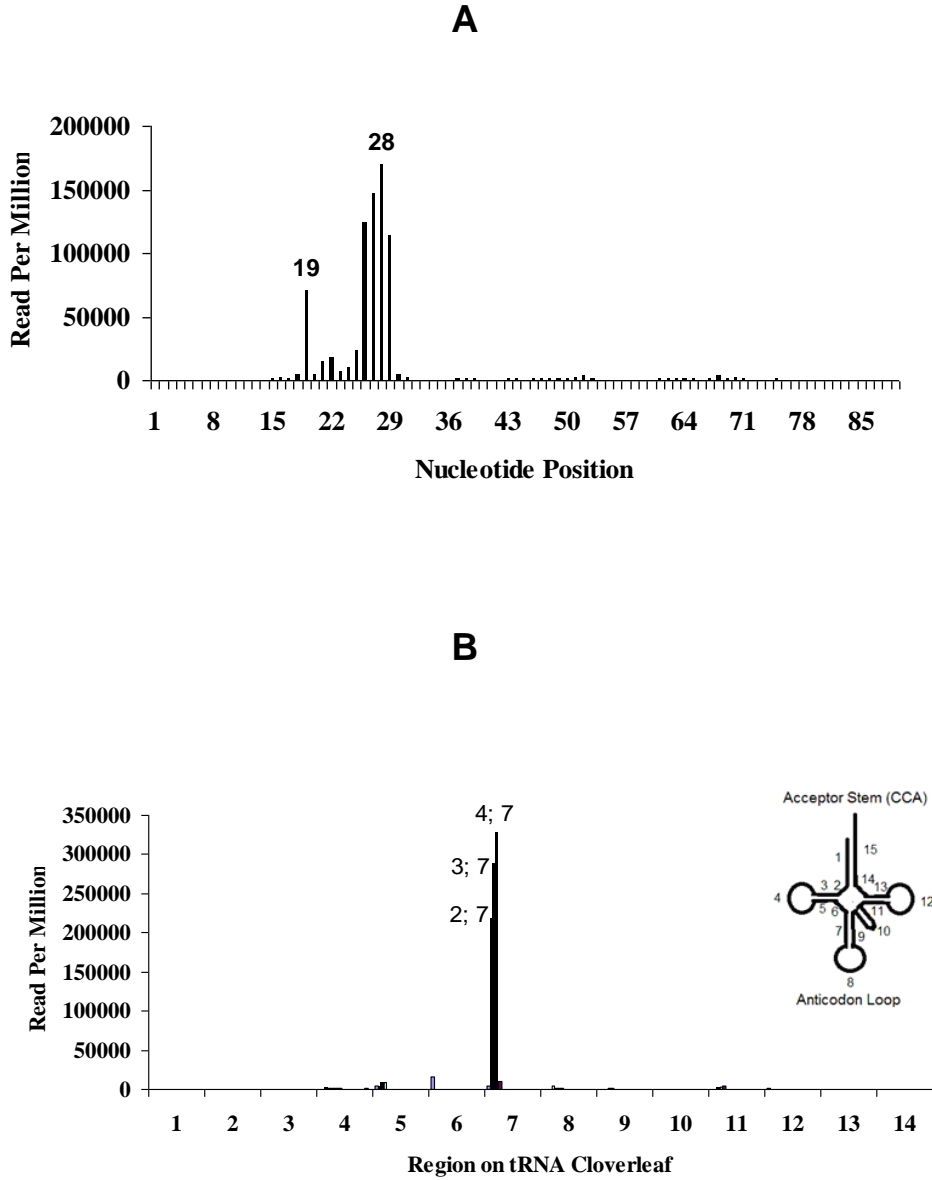 A
200000
150000
100000
50000
0
Read Per Million
19
28
1 8 15 22 29 36 43 50 57 64 71 78 85
Nucleotide Position
B
350000
300000
250000
200000
150000
100000
50000
0
Read Per Million
4; 7
3; 7
2; 7
1 2 3 4 5 6 7 8 9 10 11 12 13 14
Region on tRNA Cloverleaf
Acceptor Stem (CCA)
1 15
3 2 14 13
4 12
5 6 11
7 9 10
8
Anticodon Loop